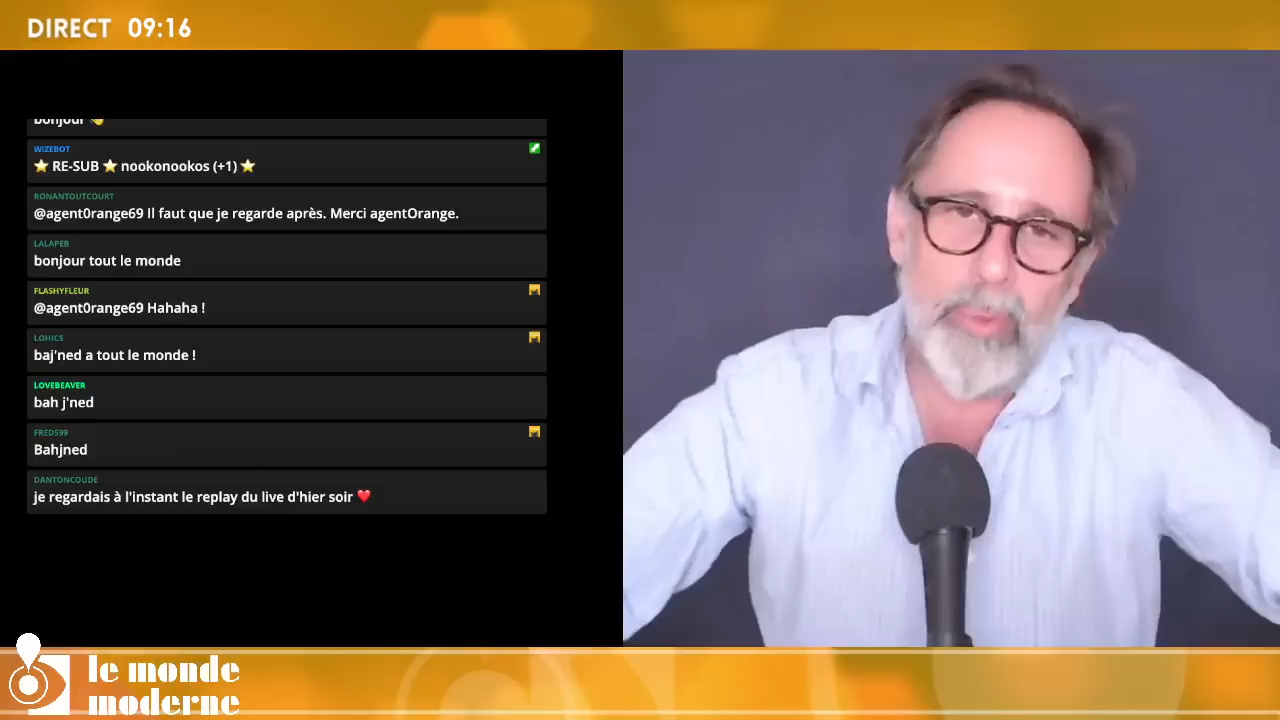 DIRECT 09:16
bonjour 👋
WIZEBOT
⭐ RE-SUB ⭐ nookonookos (+1) ⭐
RONANTOUTCOURT
@agent0range69 Il faut que je regarde après. Merci agentOrange.
LALAPEB
bonjour tout le monde
FLASHYFLEUR
@agent0range69 Hahaha !
LOHICS
baj'ned a tout le monde !
LOVEBEAVER
bah j'ned
FRED599
Bahjned
DANTONCOUDE
je regardais à l'instant le replay du live d'hier soir ❤️
le monde
moderne